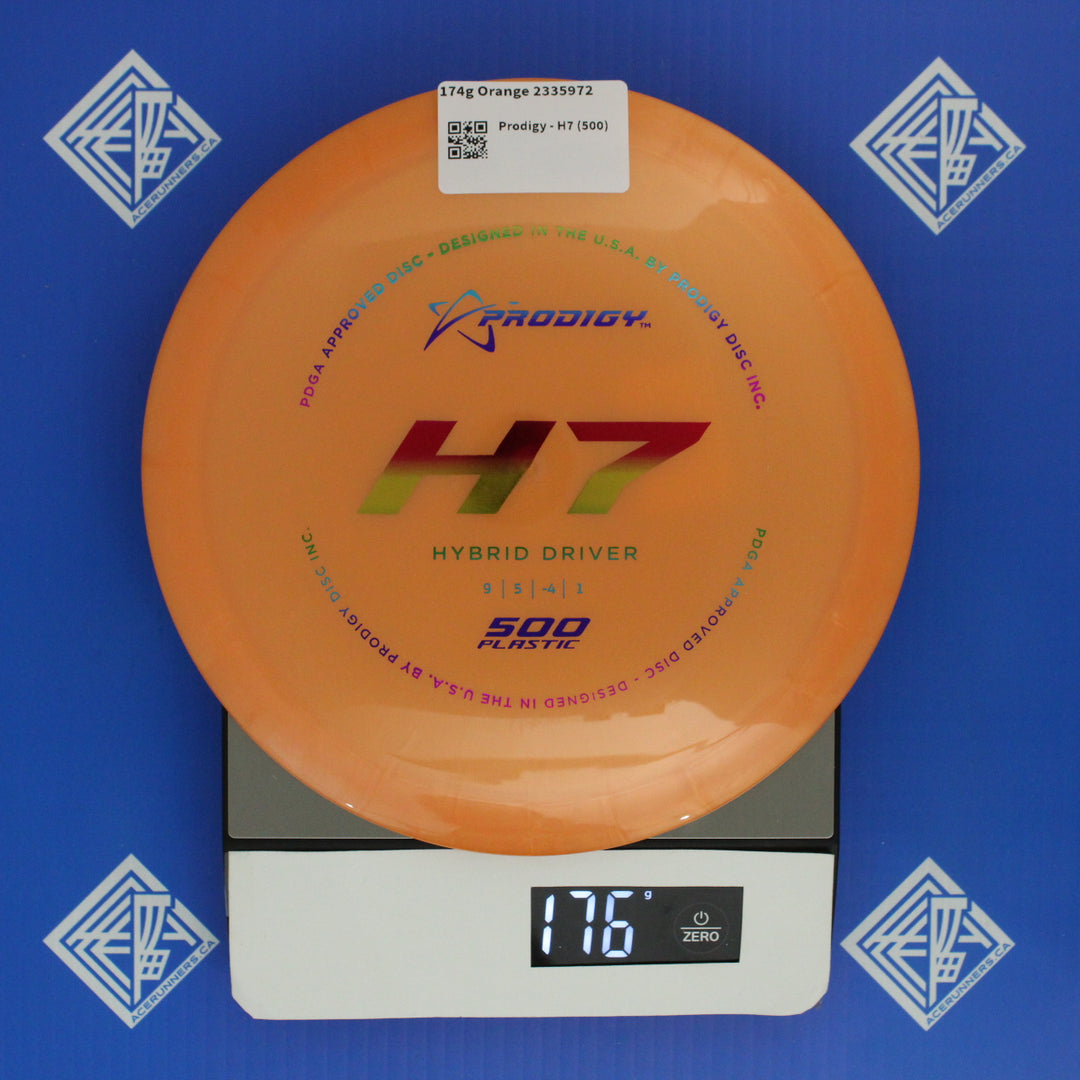 174g Orange 2335972
Prodigy - H7 (500)
PDGA APPROVED DISC - DESIGNED IN THE U.S.A. BY PRODIGY DISC INC.
PRODIGY™
H7
HYBRID DRIVER
9 | 5 | -4 | 1
500
PLASTIC
PDGA APPROVED DISC - DESIGNED IN THE U.S.A. BY PRODIGY DISC INC.
176 g
ZERO
ACERUNNERS.CA
ACERUNNERS.CA
ACERUNNERS.CA
ACERUNNERS.CA